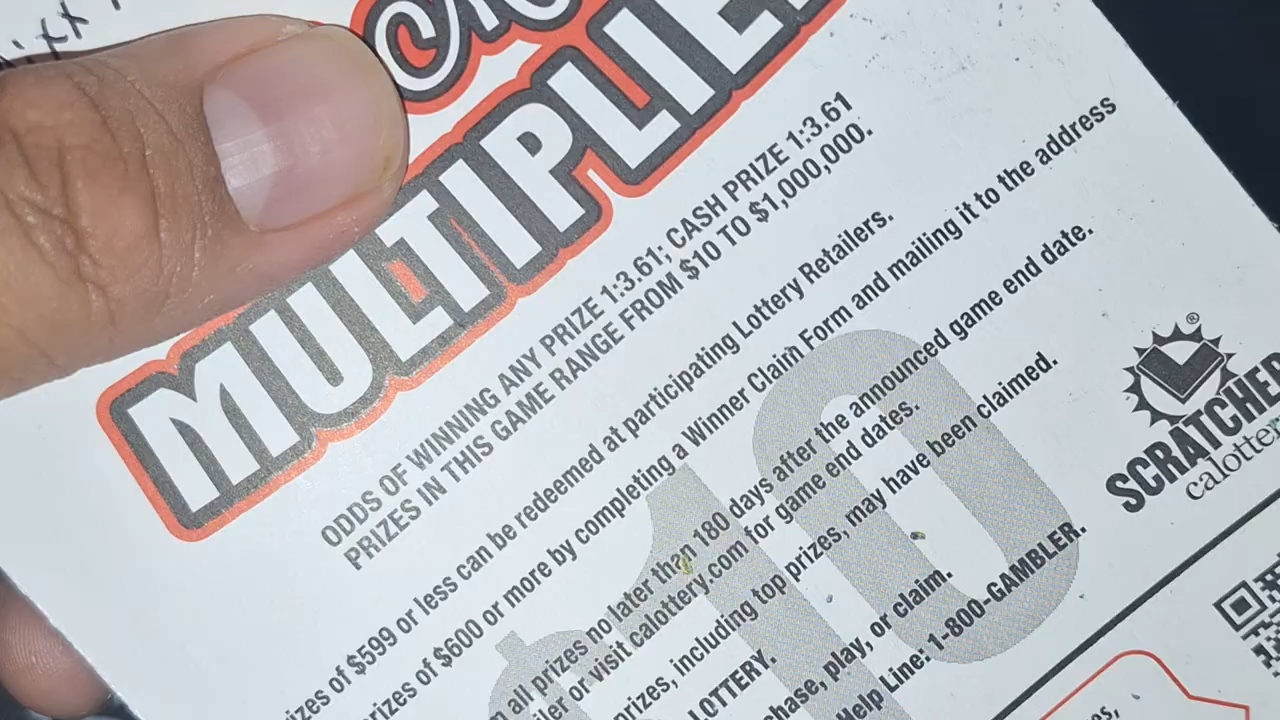 MULTIPLIE
ODDS OF WINNING ANY PRIZE 1:3.61; CASH PRIZE 1:3.61
PRIZES IN THIS GAME RANGE FROM $10 TO $1,000,000.
izes of $599 or less can be redeemed at participating Lottery Retailers.
rizes of $600 or more by completing a Winner Claim Form and mailing it to the address
m all prizes no later than 180 days after the announced game end date.
iler or visit calottery.com for game end dates.
prizes, including top prizes, may have been claimed.
LOTTERY.
chase, play, or claim.
Help Line: 1-800-GAMBLER.
$10
SCRATCHER
calotter